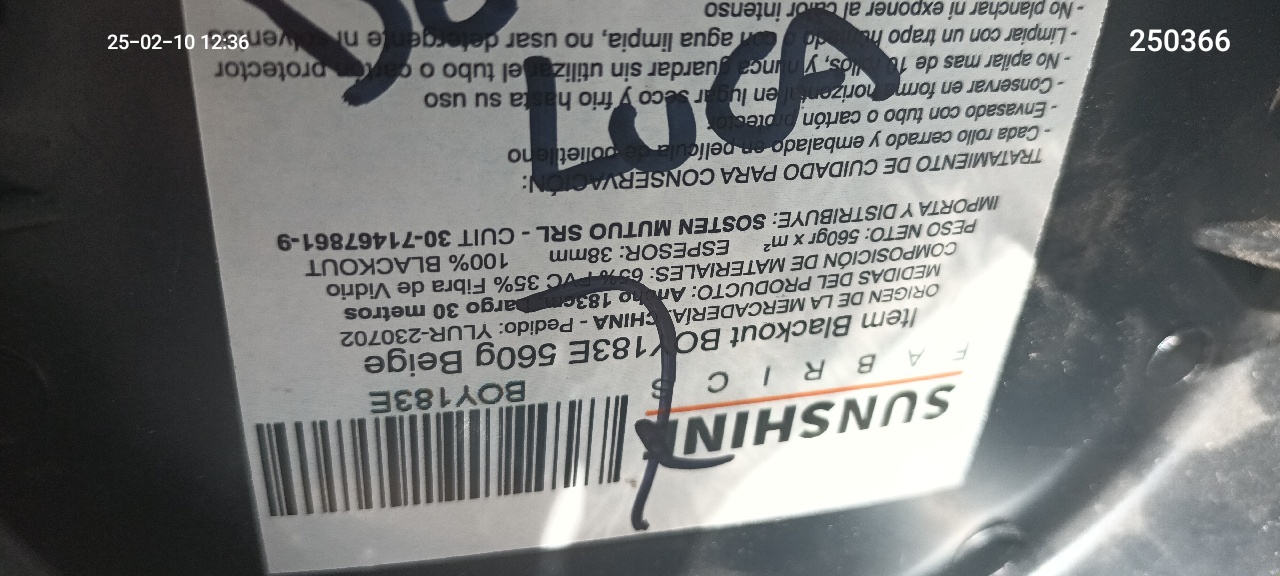 25-02-10 12:36
250366
SUNSHINE
FABRICS
BOY183E
Item Blackout BOY183E 560g Beige
ORIGEN DE LA MERCADERIA: CHINA - Pedido: YLUR-230702
MEDIDAS DEL PRODUCTO: Ancho 183cm, Largo 30 metros
COMPOSICIÓN DE MATERIALES: 65% PVC 35% Fibra de Vidrio
PESO NETO: 560gr x m² ESPESOR: 38mm 100% BLACKOUT
IMPORTA Y DISTRIBUYE: SOSTEN MUTUO SRL - CUIT 30-71467861-9
TRATAMIENTO DE CUIDADO PARA CONSERVACIÓN:
- Cada rollo cerrado y embalado en película de polietileno
- Envasado con tubo o cartón protector
- Conservar en forma horizontal en lugar seco y frio hasta su uso
- No apilar mas de 10 rollos, y nunca guardar sin utilizar el tubo o cartón protector
- Limpiar con un trapo húmedo o con agua limpia, no usar detergente ni solventes
- No planchar ni exponer al calor intenso
LUCA